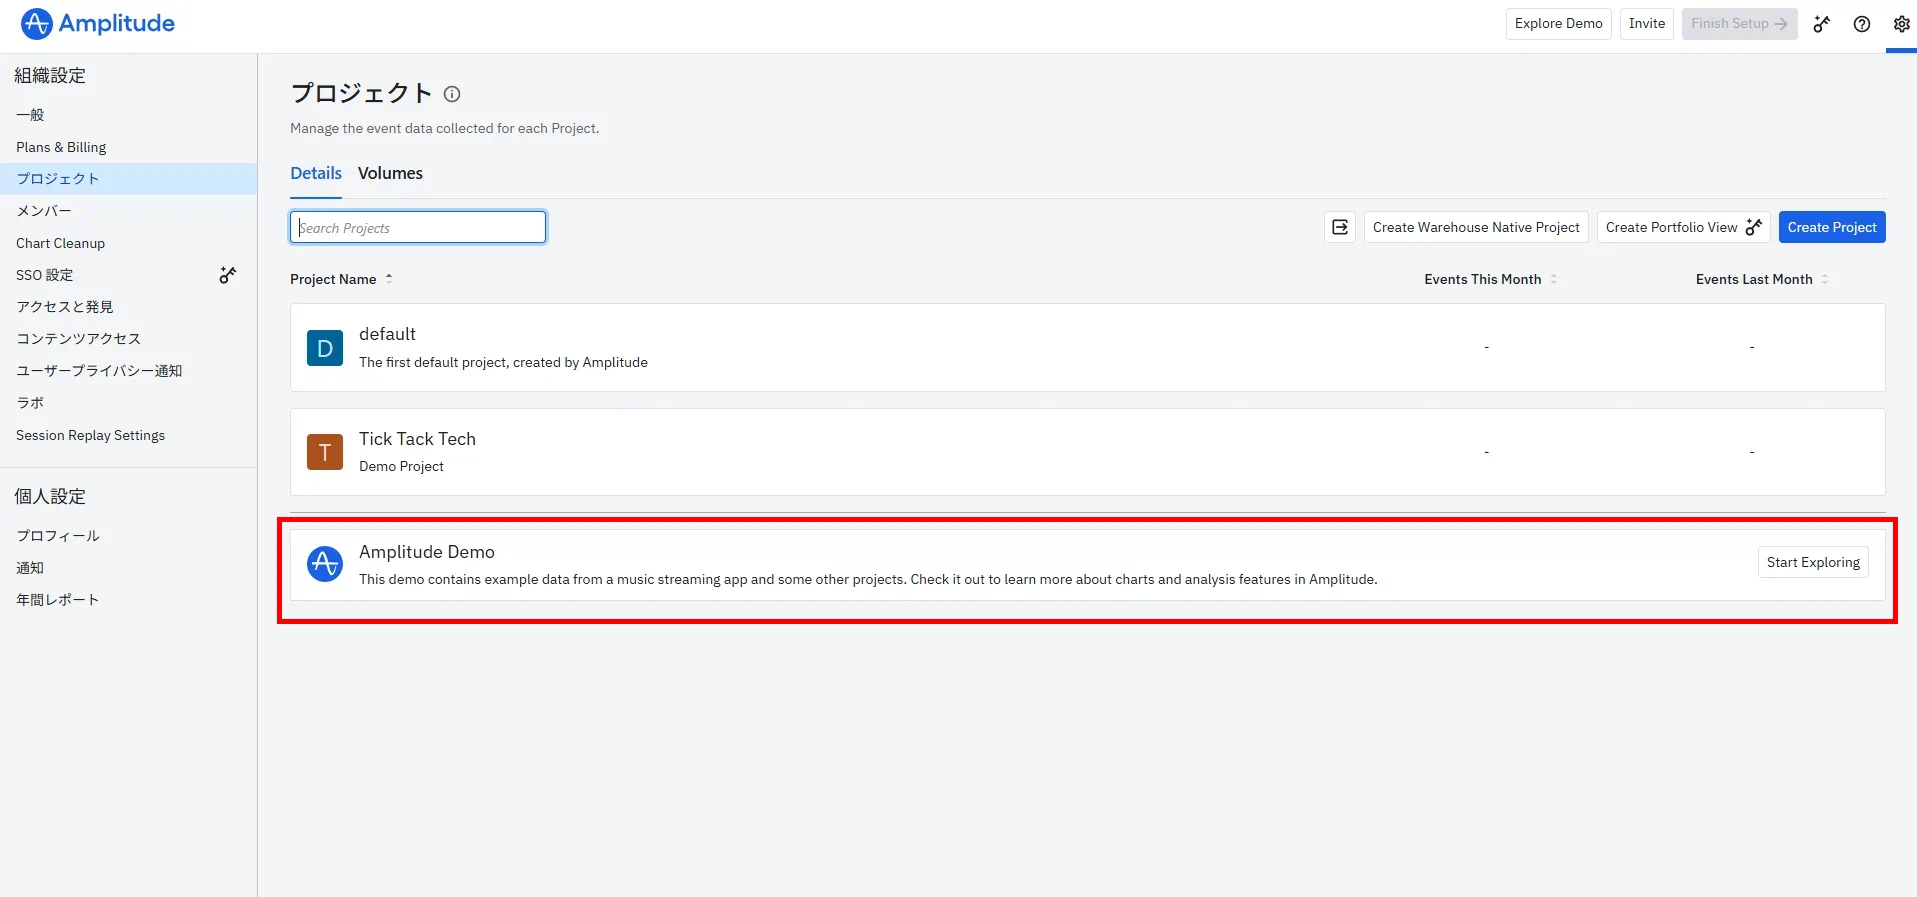 Amplitude
Explore Demo
Invite
Finish Setup
組織設定
一般
Plans & Billing
プロジェクト
メンバー
Chart Cleanup
SSO 設定
アクセスと発見
コンテンツアクセス
ユーザープライバシー通知
ラボ
Session Replay Settings
個人設定
プロフィール
通知
年間レポート
プロジェクト
Manage the event data collected for each Project.
Details Volumes
Search Projects
Create Warehouse Native Project
Create Portfolio View
Create Project
Project Name Events This Month Events Last Month
D
default
The first default project, created by Amplitude
- -
T
Tick Tack Tech
Demo Project
- -
Amplitude Demo
This demo contains example data from a music streaming app and some other projects. Check it out to learn more about charts and analysis features in Amplitude.
Start Exploring